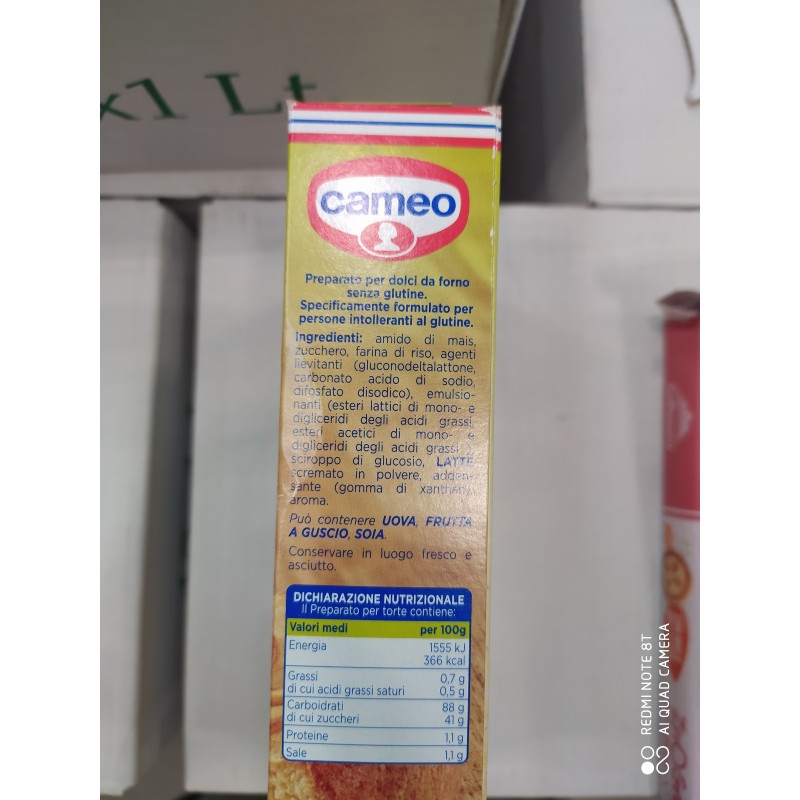 x1 Lt
cameo
Preparato per dolci da forno
senza glutine.
Specificamente formulato per
persone intolleranti al glutine.
Ingredienti: amido di mais,
zucchero, farina di riso, agenti
lievitanti (gluconodeltalattone,
carbonato acido di sodio,
difosfato disodico), emulsio-
nanti (esteri lattici di mono- e
digliceridi degli acidi grassi,
esteri acetici di mono- e
digliceridi degli acidi grassi),
sciroppo di glucosio, LATTE
scremato in polvere, adden-
sante (gomma di xanthan),
aroma.
Può contenere UOVA, FRUTTA
A GUSCIO, SOIA.
Conservare in luogo fresco e
asciutto.
DICHIARAZIONE NUTRIZIONALE
Il Preparato per torte contiene:
Valori medi per 100g
Energia 1555 kJ
366 kcal
Grassi 0,7 g
di cui acidi grassi saturi 0,5 g
Carboidrati 88 g
di cui zuccheri 41 g
Proteine 1,1 g
Sale 1,1 g
REDMI NOTE 8T
AI QUAD CAMERA